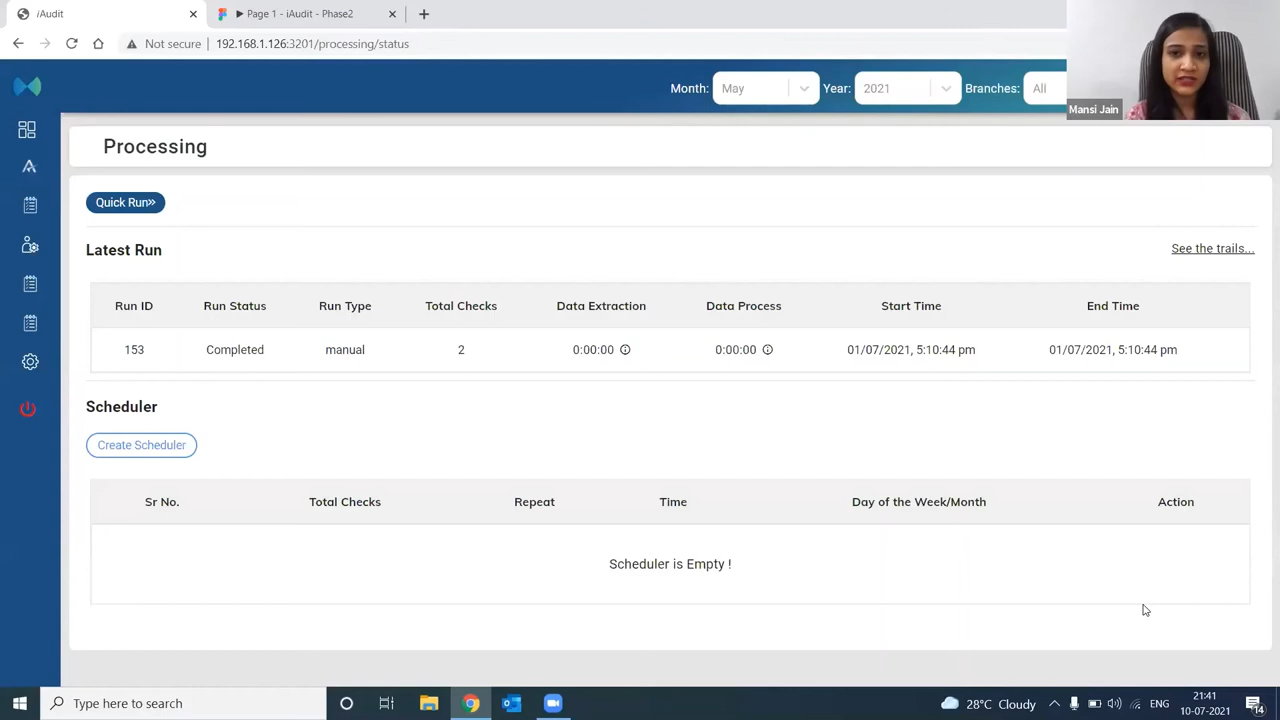 iAudit
Page 1 - iAudit - Phase2
Not secure 192.168.1.126:3201/processing/status
Month: May Year: 2021 Branches: All
Mansi Jain
Processing
Quick Run»
Latest Run
See the trails...
Run ID Run Status Run Type Total Checks Data Extraction Data Process Start Time End Time
153 Completed manual 2 0:00:00 0:00:00 01/07/2021, 5:10:44 pm 01/07/2021, 5:10:44 pm
Scheduler
Create Scheduler
Sr No. Total Checks Repeat Time Day of the Week/Month Action
Scheduler is Empty !
Type here to search
28°C Cloudy
ENG
21:41
10-07-2021
14